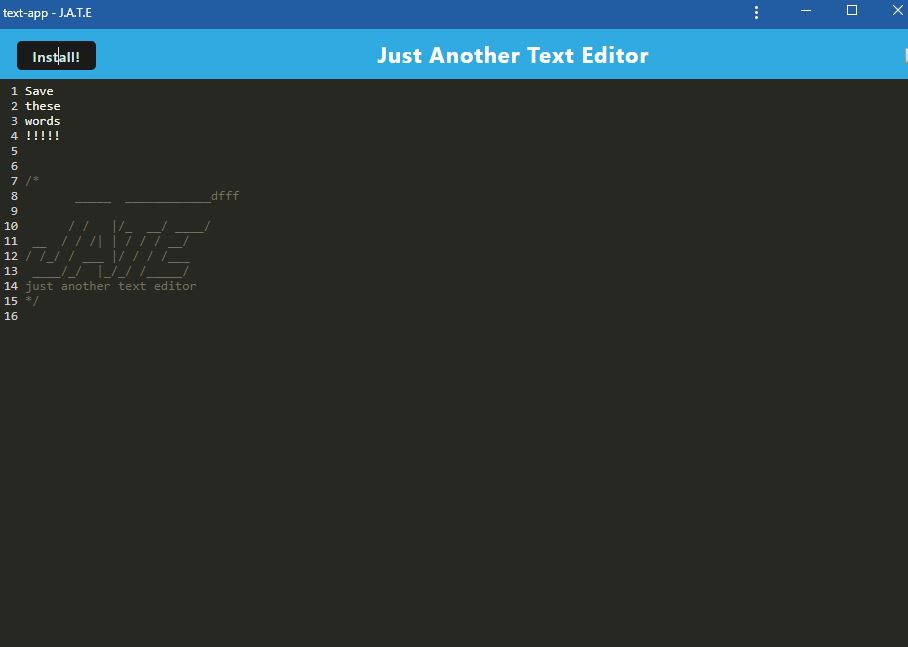 text-app - J.A.T.E
Install!
Just Another Text Editor
1 Save
2 these
3 words
4 !!!!!
5
6
7 /*
8        _____  ____________dfff
9
10       / /   |/_  __/ ____/
11  __  / / /| | / / / __/
12 / /_/ / ___ |/ / / /___
13  ____/_/  |_/_/ /_____/
14 just another text editor
15 */
16